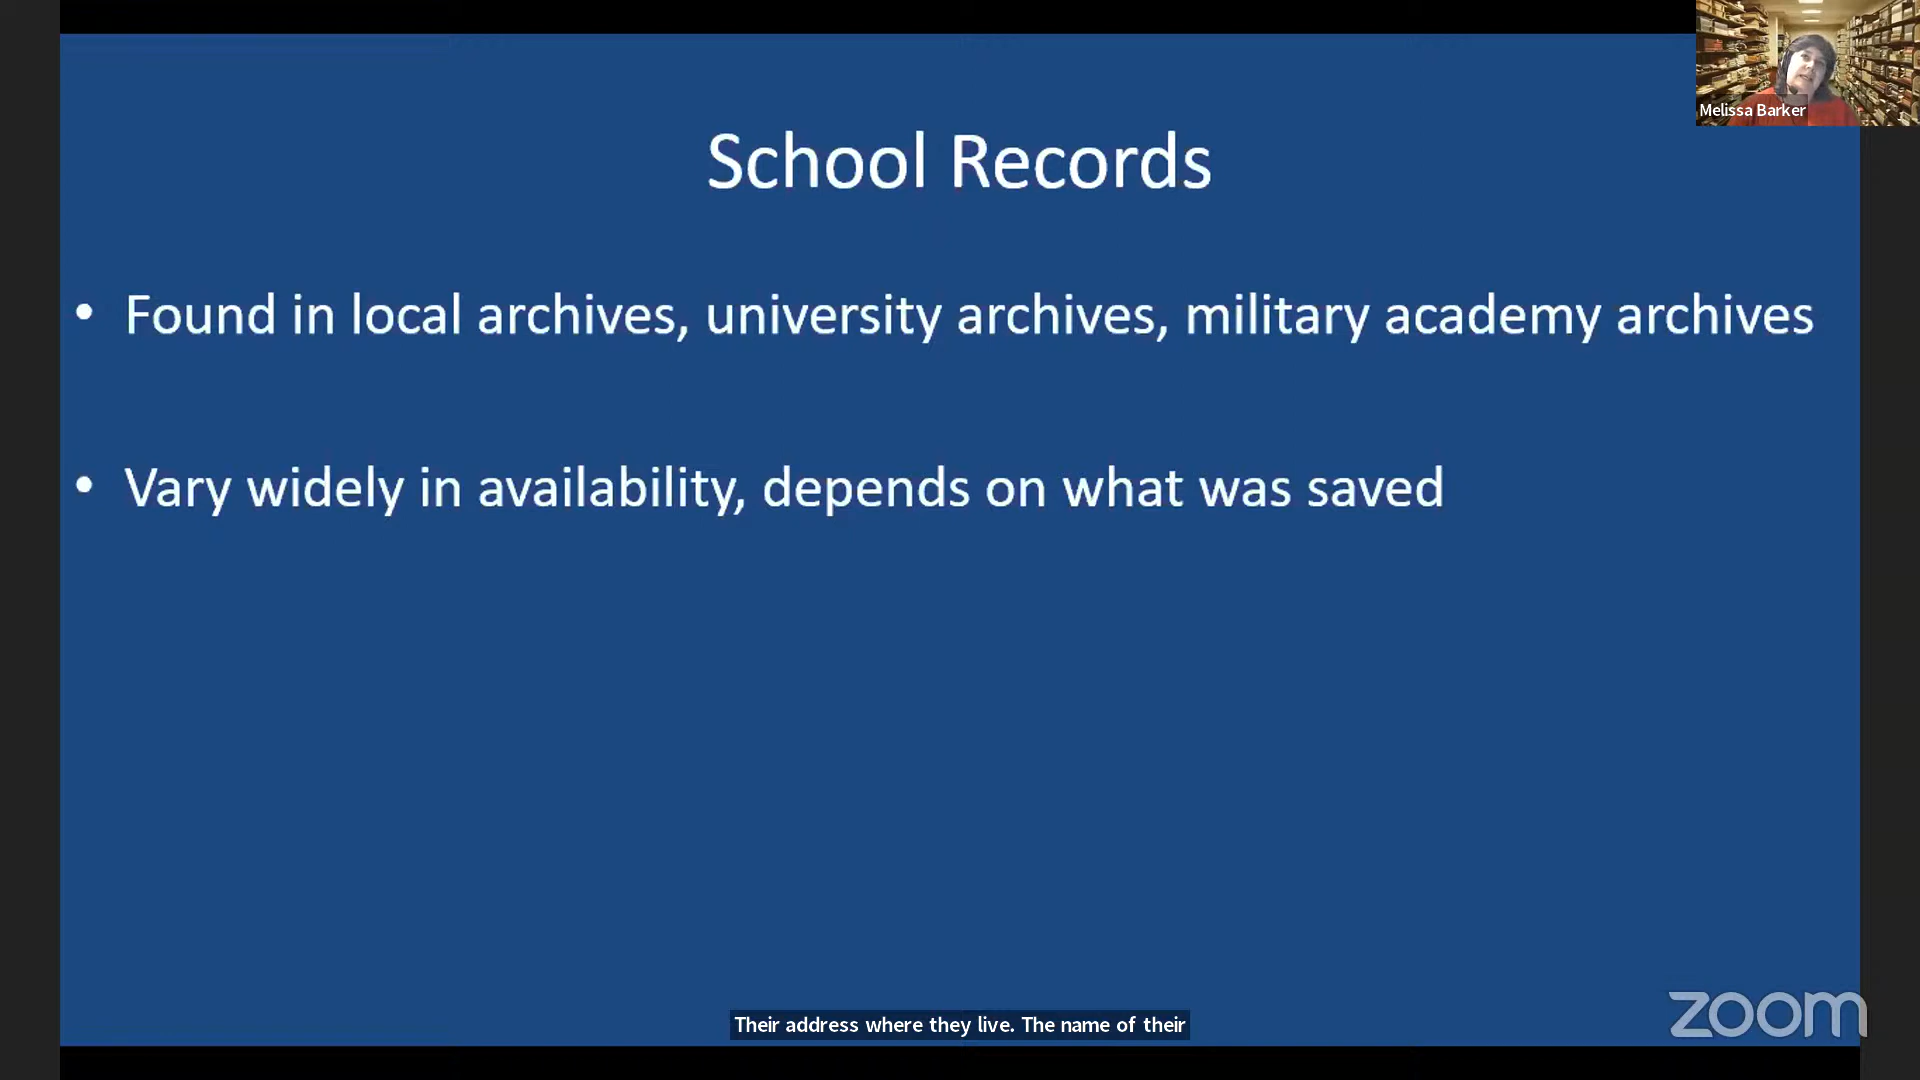 Melissa Barker
School Records
• Found in local archives, university archives, military academy archives
• Vary widely in availability, depends on what was saved
Their address where they live. The name of their
zoom